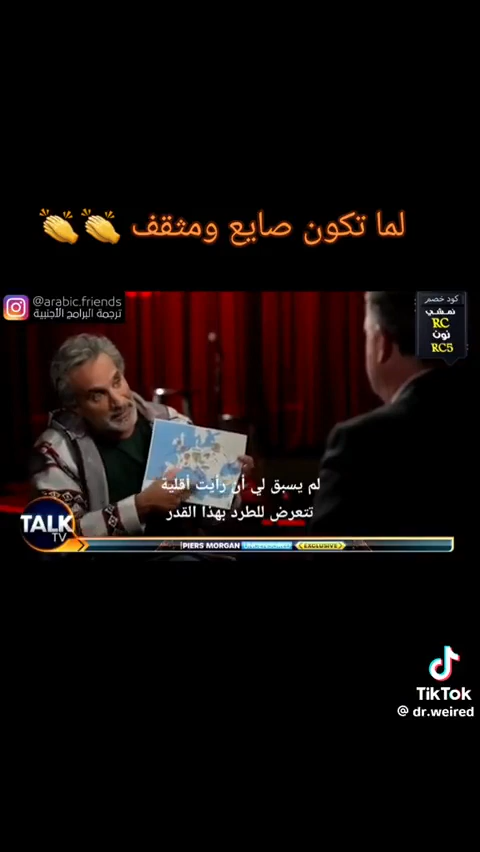 لما تكون صايع ومثقف 👏👏
@arabic.friends
ترجمة البرامج الأجنبية
كود خصم
نمشي
RC
نون
RC5
لم يسبق لي أن رأيت أقلية
تتعرض للطرد بهذا القدر
TALK
TV
PIERS MORGAN UNCENSORED EXCLUSIVE
TikTok
@ dr.weired